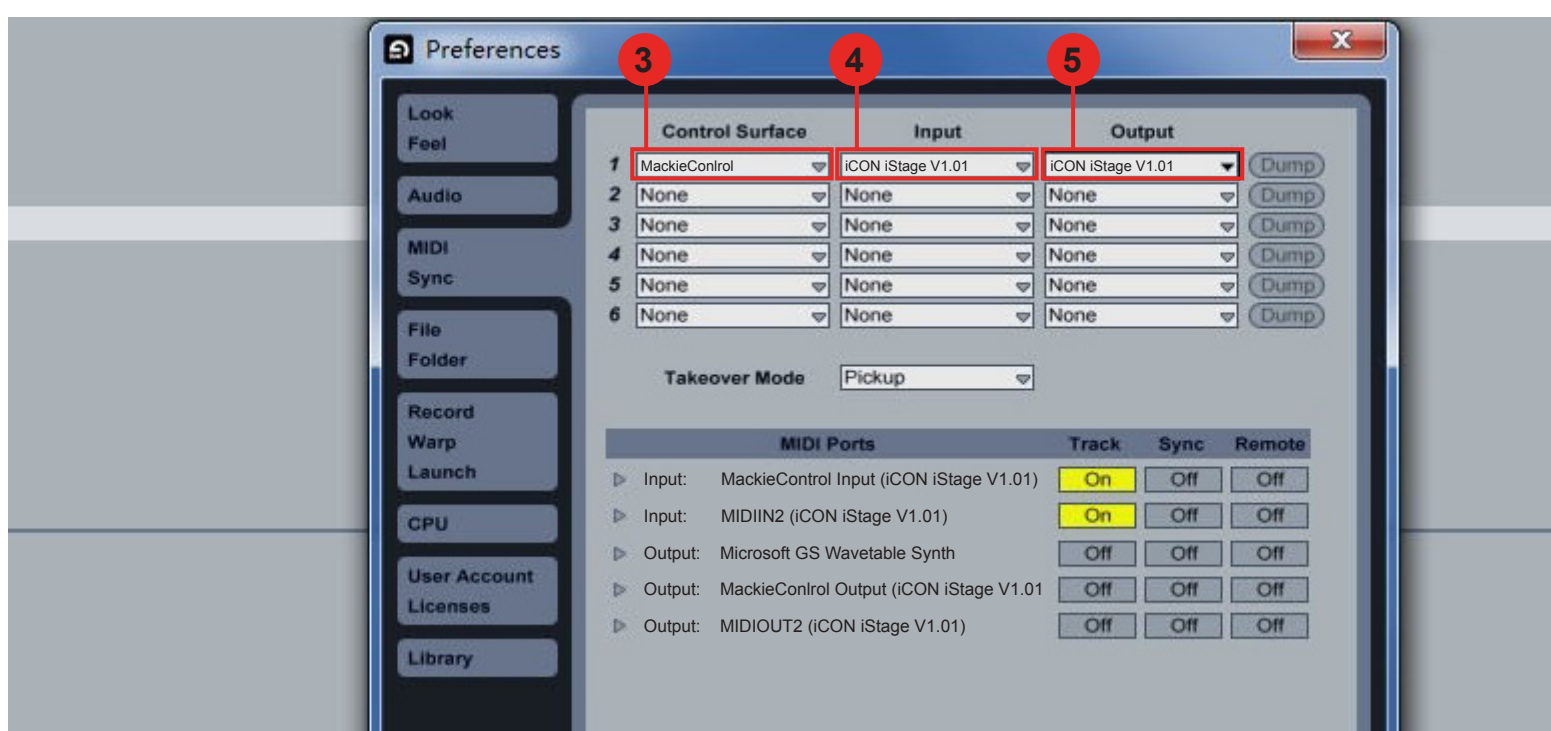 Preferences
X
3
4
5
Look
Feel
Audio
MIDI
Sync
File
Folder
Record
Warp
Launch
CPU
User Account
Licenses
Library
Control Surface Input Output
1 MackieConlrol iCON iStage V1.01 iCON iStage V1.01 Dump
2 None None None Dump
3 None None None Dump
4 None None None Dump
5 None None None Dump
6 None None None Dump
Takeover Mode Pickup
MIDI Ports Track Sync Remote
Input: MackieControl Input (iCON iStage V1.01) On Off Off
Input: MIDIIN2 (iCON iStage V1.01) On Off Off
Output: Microsoft GS Wavetable Synth Off Off Off
Output: MackieConlrol Output (iCON iStage V1.01 Off Off Off
Output: MIDIOUT2 (iCON iStage V1.01) Off Off Off